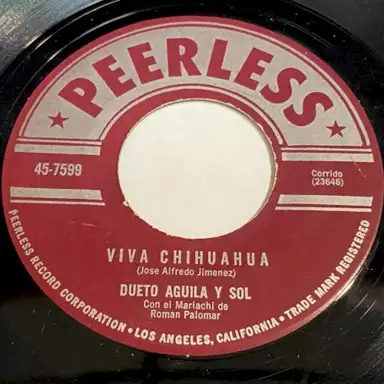 PEERLESS
45-7599
Corrido
(23646)
VIVA CHIHUAHUA
(Jose Alfredo Jimenez)
DUETO AGUILA Y SOL
Con el Mariachi de
Roman Palomar
PEERLESS RECORD CORPORATION • LOS ANGELES, CALIFORNIA • TRADE MARK REGISTERED